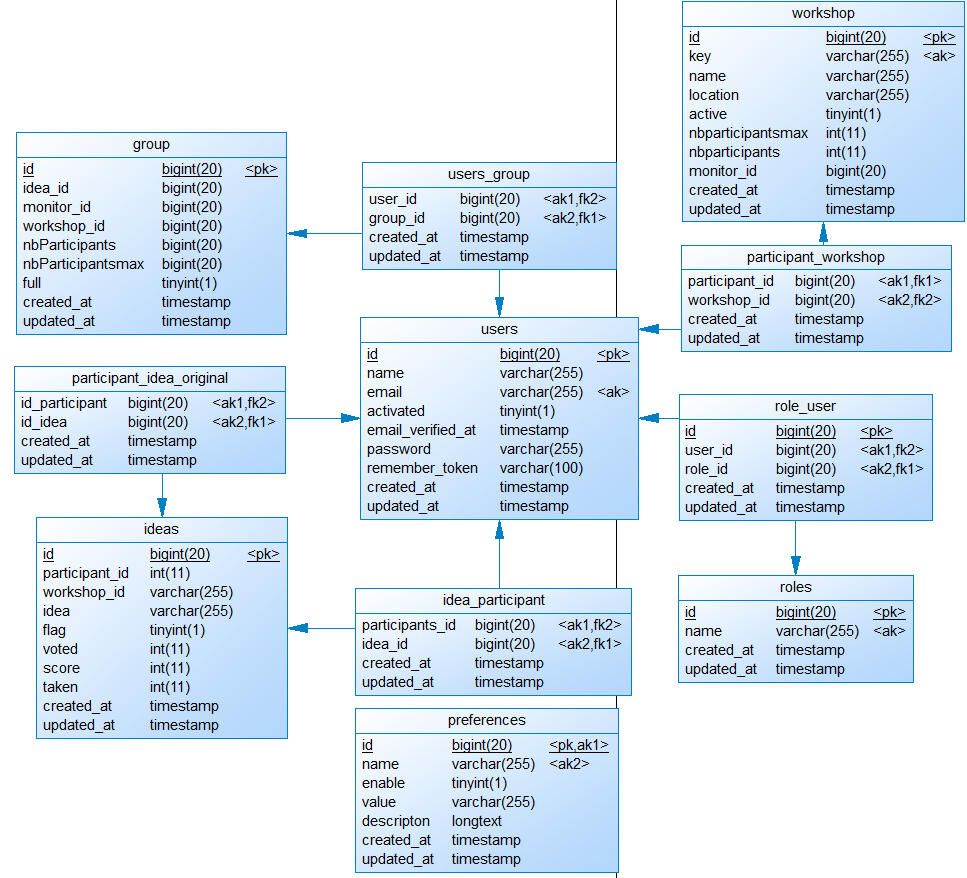 workshop
id bigint(20) <pk>
key varchar(255) <ak>
name varchar(255)
location varchar(255)
active tinyint(1)
nbparticipantsmax int(11)
nbparticipants int(11)
monitor_id bigint(20)
created_at timestamp
updated_at timestamp
group
id bigint(20) <pk>
idea_id bigint(20)
monitor_id bigint(20)
workshop_id bigint(20)
nbParticipants bigint(20)
nbParticipantsmax bigint(20)
full tinyint(1)
created_at timestamp
updated_at timestamp
users_group
user_id bigint(20) <ak1,fk2>
group_id bigint(20) <ak2,fk1>
created_at timestamp
updated_at timestamp
participant_workshop
participant_id bigint(20) <ak1,fk1>
workshop_id bigint(20) <ak2,fk2>
created_at timestamp
updated_at timestamp
users
id bigint(20) <pk>
name varchar(255)
email varchar(255) <ak>
activated tinyint(1)
email_verified_at timestamp
password varchar(255)
remember_token varchar(100)
created_at timestamp
updated_at timestamp
participant_idea_original
id_participant bigint(20) <ak1,fk2>
id_idea bigint(20) <ak2,fk1>
created_at timestamp
updated_at timestamp
role_user
id bigint(20) <pk>
user_id bigint(20) <ak1,fk2>
role_id bigint(20) <ak2,fk1>
created_at timestamp
updated_at timestamp
ideas
id bigint(20) <pk>
participant_id int(11)
workshop_id varchar(255)
idea varchar(255)
flag tinyint(1)
voted int(11)
score int(11)
taken int(11)
created_at timestamp
updated_at timestamp
idea_participant
participants_id bigint(20) <ak1,fk2>
idea_id bigint(20) <ak2,fk1>
created_at timestamp
updated_at timestamp
roles
id bigint(20) <pk>
name varchar(255) <ak>
created_at timestamp
updated_at timestamp
preferences
id bigint(20) <pk,ak1>
name varchar(255) <ak2>
enable tinyint(1)
value varchar(255)
descripton longtext
created_at timestamp
updated_at timestamp